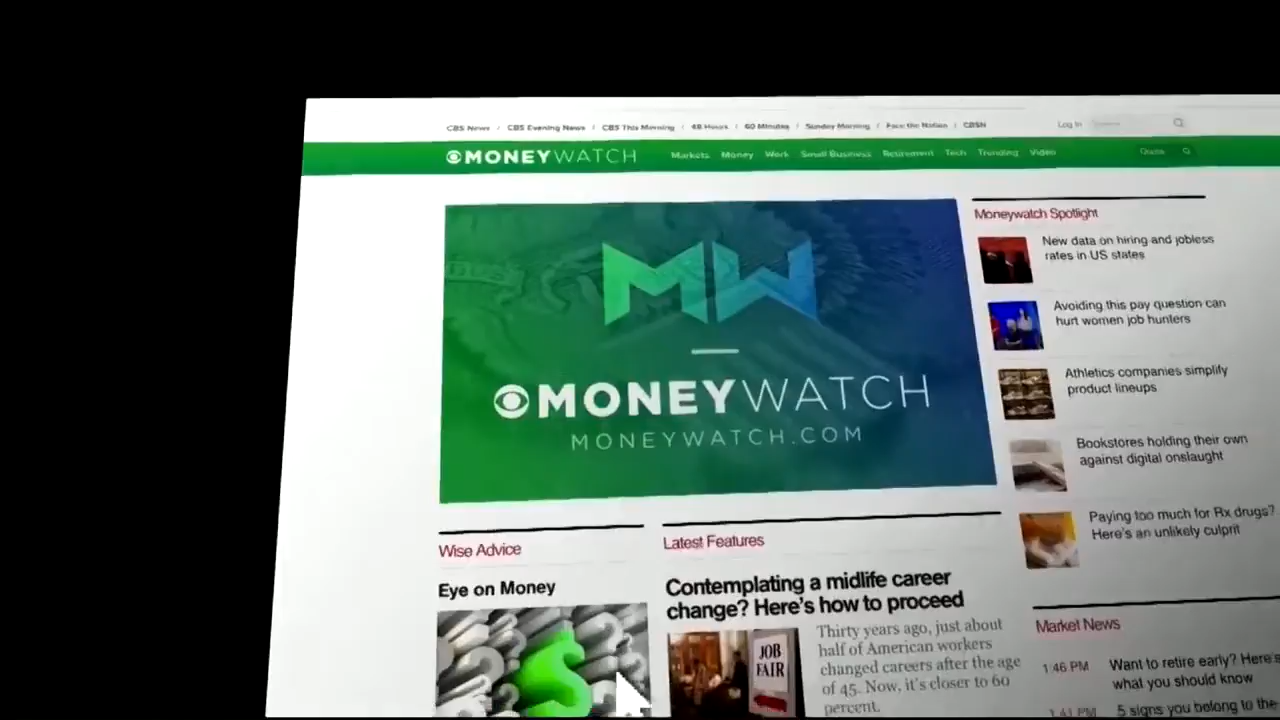 CBS News / CBS Evening News / CBS This Morning / 48 Hours / 60 Minutes / Sunday Morning / Face the Nation / CBSN
Log In
MONEYWATCH
Markets Money Work Small Business Retirement Tech Trending Video
Quote
MW
MONEYWATCH
MONEYWATCH.COM
Moneywatch Spotlight
New data on hiring and jobless
rates in US states
Avoiding this pay question can
hurt women job hunters
Athletics companies simplify
product lineups
Bookstores holding their own
against digital onslaught
Paying too much for Rx drugs?
Here's an unlikely culprit
Wise Advice
Eye on Money
Latest Features
Contemplating a midlife career
change? Here's how to proceed
JOB
FAIR
Thirty years ago, just about
half of American workers
changed careers after the age
of 45. Now, it's closer to 60
percent.
Market News
1:46 PM
Want to retire early? Here's
what you should know
1:41 PM
5 signs you belong to the